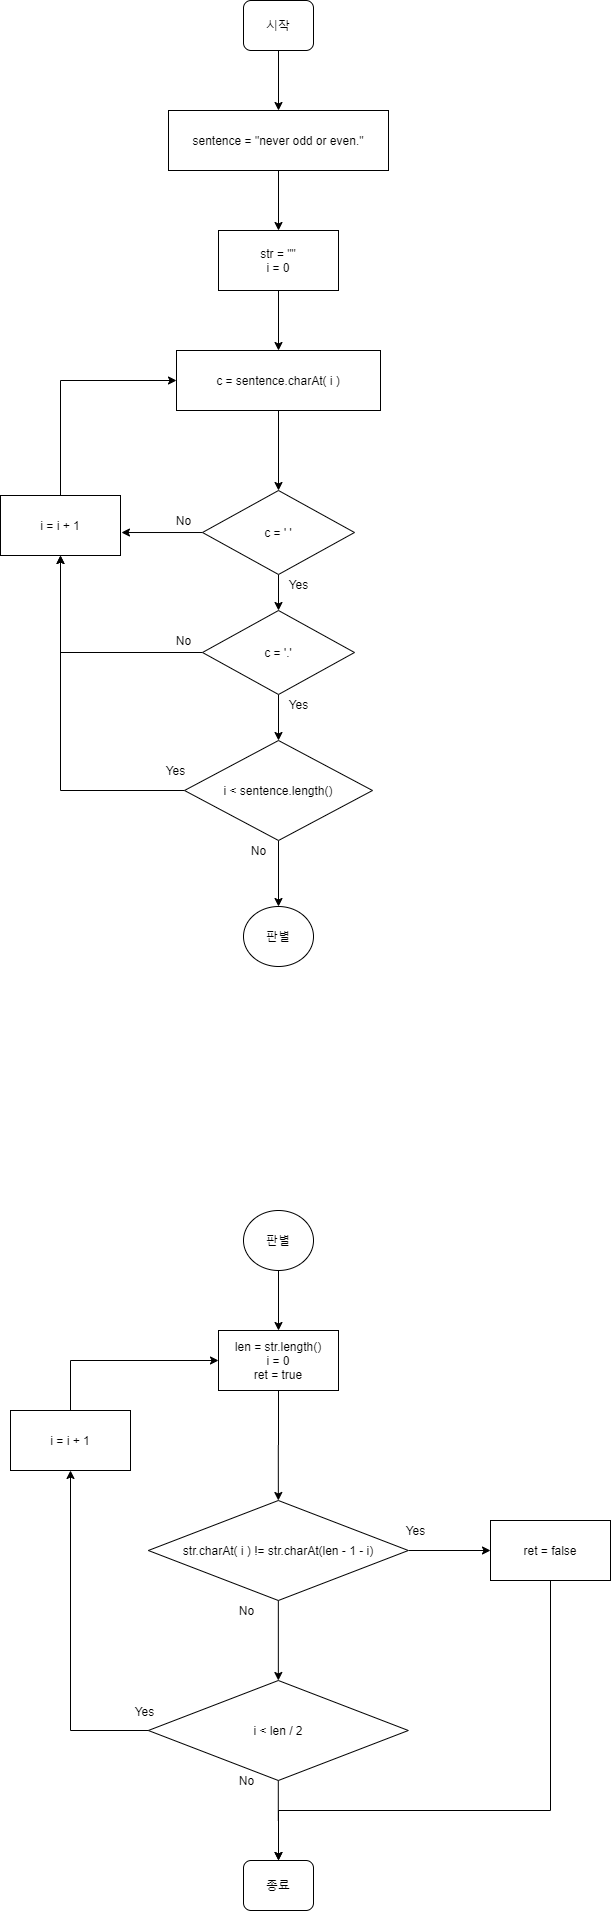 시작
sentence = "never odd or even."
str = ""
i = 0
c = sentence.charAt( i )
i = i + 1
No
c = ' '
Yes
No
c = '.'
Yes
Yes
i < sentence.length()
No
판별
판별
len = str.length()
i = 0
ret = true
i = i + 1
Yes
str.charAt( i ) != str.charAt(len - 1 - i)
ret = false
No
Yes
i < len / 2
No
종료